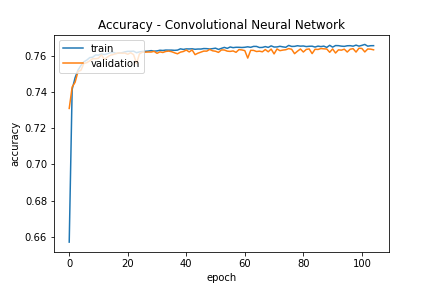 Accuracy - Convolutional Neural Network
train
validation
accuracy
0.76
0.74
0.72
0.70
0.68
0.66
0 20 40 60 80 100
epoch